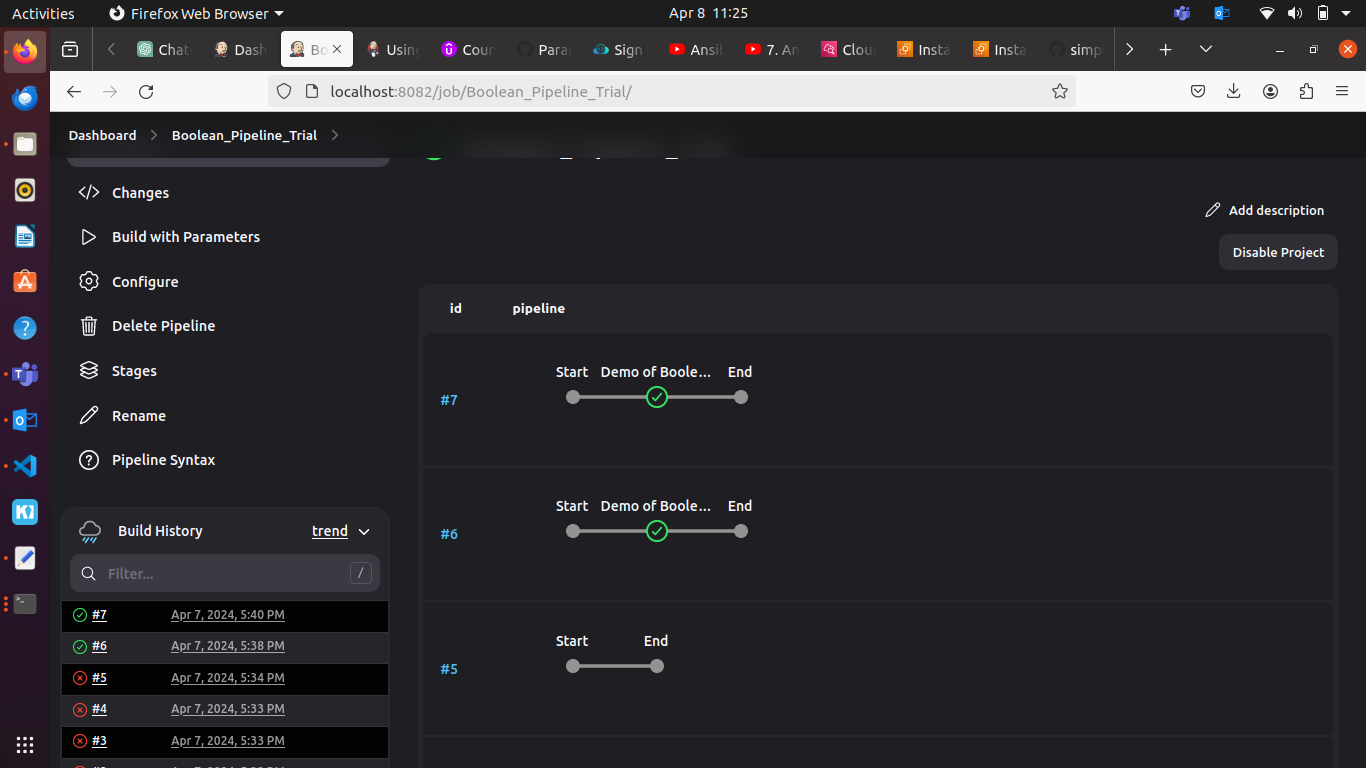 Activities
Firefox Web Browser
Apr 8 11:25
Chat
Dash
Bo
Using
Cour
Para
Sign
Ansib
7. An
Clou
Insta
Insta
simp
localhost:8082/job/Boolean_Pipeline_Trial/
Dashboard
Boolean_Pipeline_Trial
Changes
Build with Parameters
Configure
Delete Pipeline
Stages
Rename
Pipeline Syntax
Build History
trend
Filter...
/
#7 Apr 7, 2024, 5:40 PM
#6 Apr 7, 2024, 5:38 PM
#5 Apr 7, 2024, 5:34 PM
#4 Apr 7, 2024, 5:33 PM
#3 Apr 7, 2024, 5:33 PM
Add description
Disable Project
id pipeline
Start Demo of Boole... End
#7
Start Demo of Boole... End
#6
Start End
#5